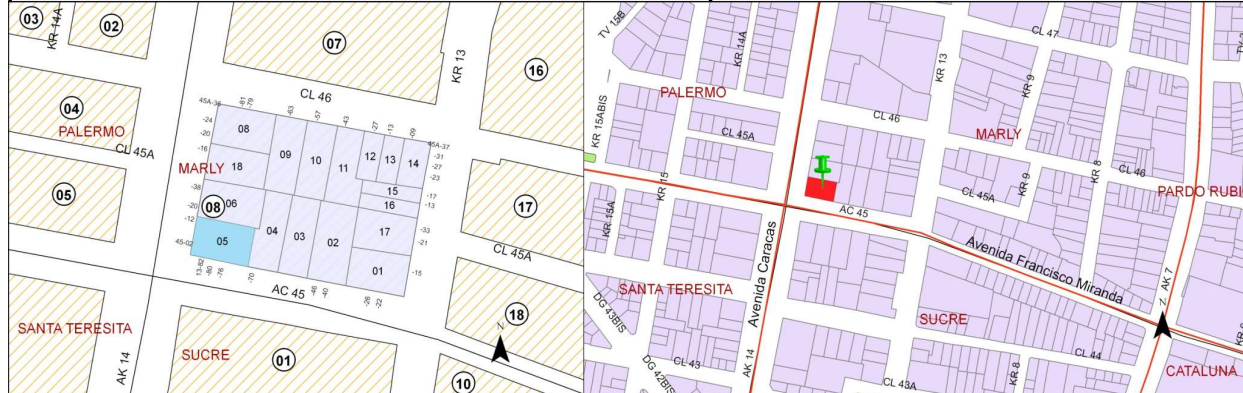 03
KR 14A
02
07
KR 13
16
CL 46
04
PALERMO
CL 45A
05
45A-36
-81
-79
-63
-57
-43
-27
-13
-09
45A-37
-24
-20
-16
-31
-27
-23
-17
-13
08
09
10
11
12
13
14
MARLY
18
15
16
-38
-20
-12
06
08
45-02
05
04
03
02
17
01
-33
-21
-15
17
CL 45A
13-82
-80
-76
-70
-46
-40
-26
-22
AC 45
18
N
SANTA TERESITA
AK 14
SUCRE
01
10
TV 15B
KR 14A
CL 47
KR 13
KR 9
AK 7
PALERMO
KR 15ABIS
CL 45A
CL 46
MARLY
KR 8
CL 46
PARDO RUBI
KR 15
KR 9
CL 45A
KR 15A
AC 45
Avenida Caracas
Avenida Francisco Miranda
SANTA TERESITA
DG 43BIS
SUCRE
N
CL 43
CL 44
KR 8
CL 43A
AK 14
DG 42BIS
CATALUNA